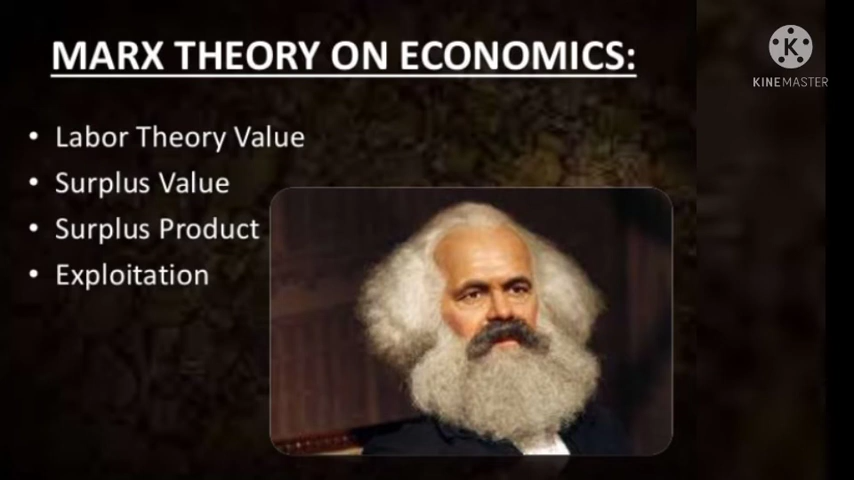 MARX THEORY ON ECONOMICS:
K
KINEMASTER
• Labor Theory Value
• Surplus Value
• Surplus Product
• Exploitation